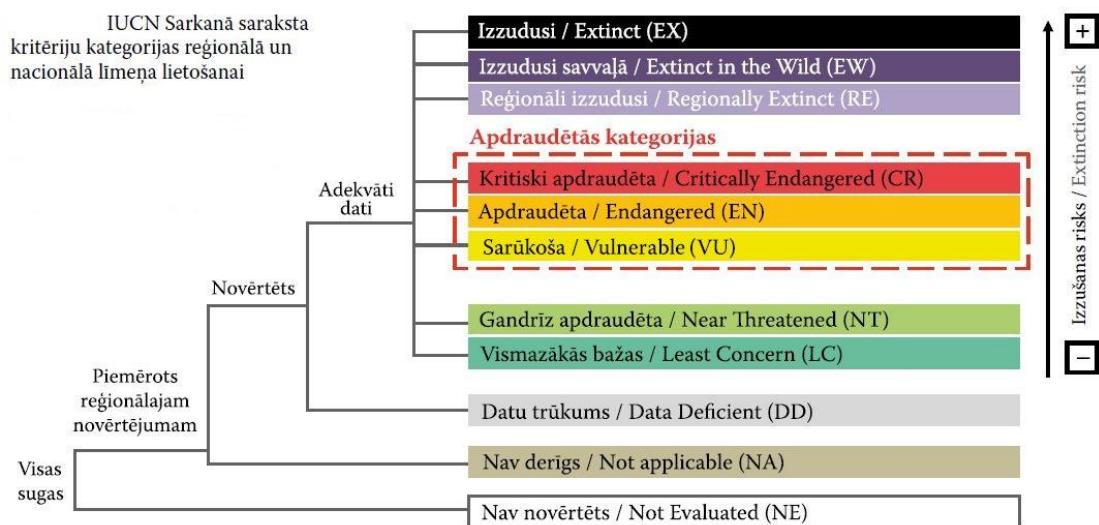 IUCN Sarkanā saraksta
kritēriju kategorijas reģionālā un
nacionālā līmeņa lietošanai
Izzudusi / Extinct (EX)
Izzudusi savvaļā / Extinct in the Wild (EW)
Reģionāli izzudusi / Regionally Extinct (RE)
Apdraudētās kategorijas
Kritiski apdraudēta / Critically Endangered (CR)
Apdraudēta / Endangered (EN)
Sarūkoša / Vulnerable (VU)
Gandrīz apdraudēta / Near Threatened (NT)
Vismazākās bažas / Least Concern (LC)
Datu trūkums / Data Deficient (DD)
Nav derīgs / Not applicable (NA)
Nav novērtēts / Not Evaluated (NE)
Adekvāti
dati
Novērtēts
Piemērots
reģionālajam
novērtējumam
Visas
sugas
+
Izzušanas risks / Extinction risk
−